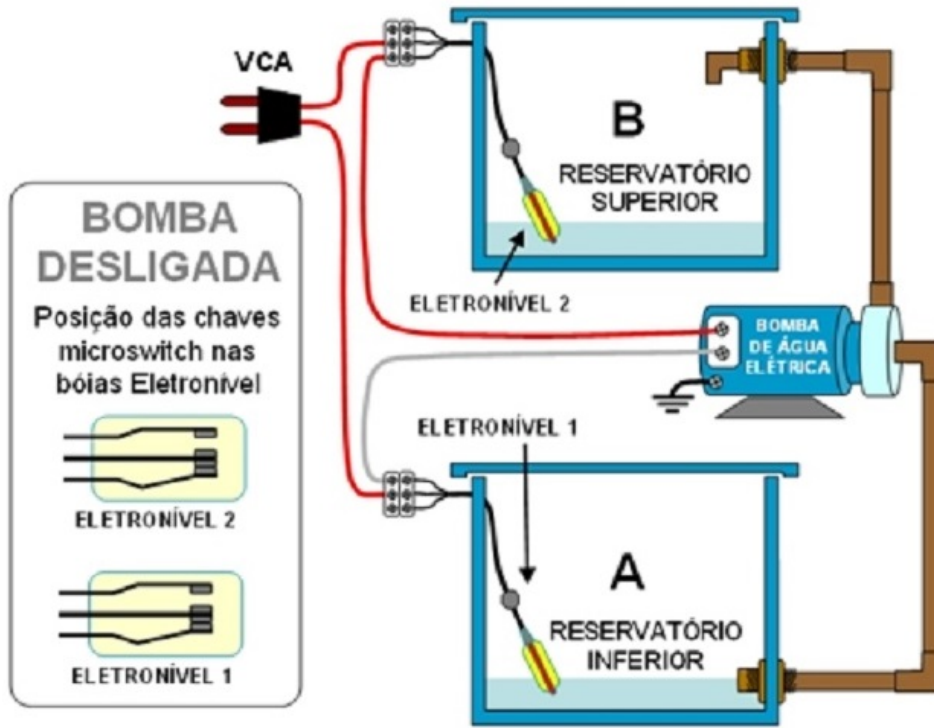 VCA
B
RESERVATÓRIO
SUPERIOR
ELETRONÍVEL 2
BOMBA
DE ÁGUA
ELÉTRICA
BOMBA
DESLIGADA
Posição das chaves
microswitch nas
bóias Eletronível
ELETRONÍVEL 2
ELETRONÍVEL 1
ELETRONÍVEL 1
A
RESERVATÓRIO
INFERIOR